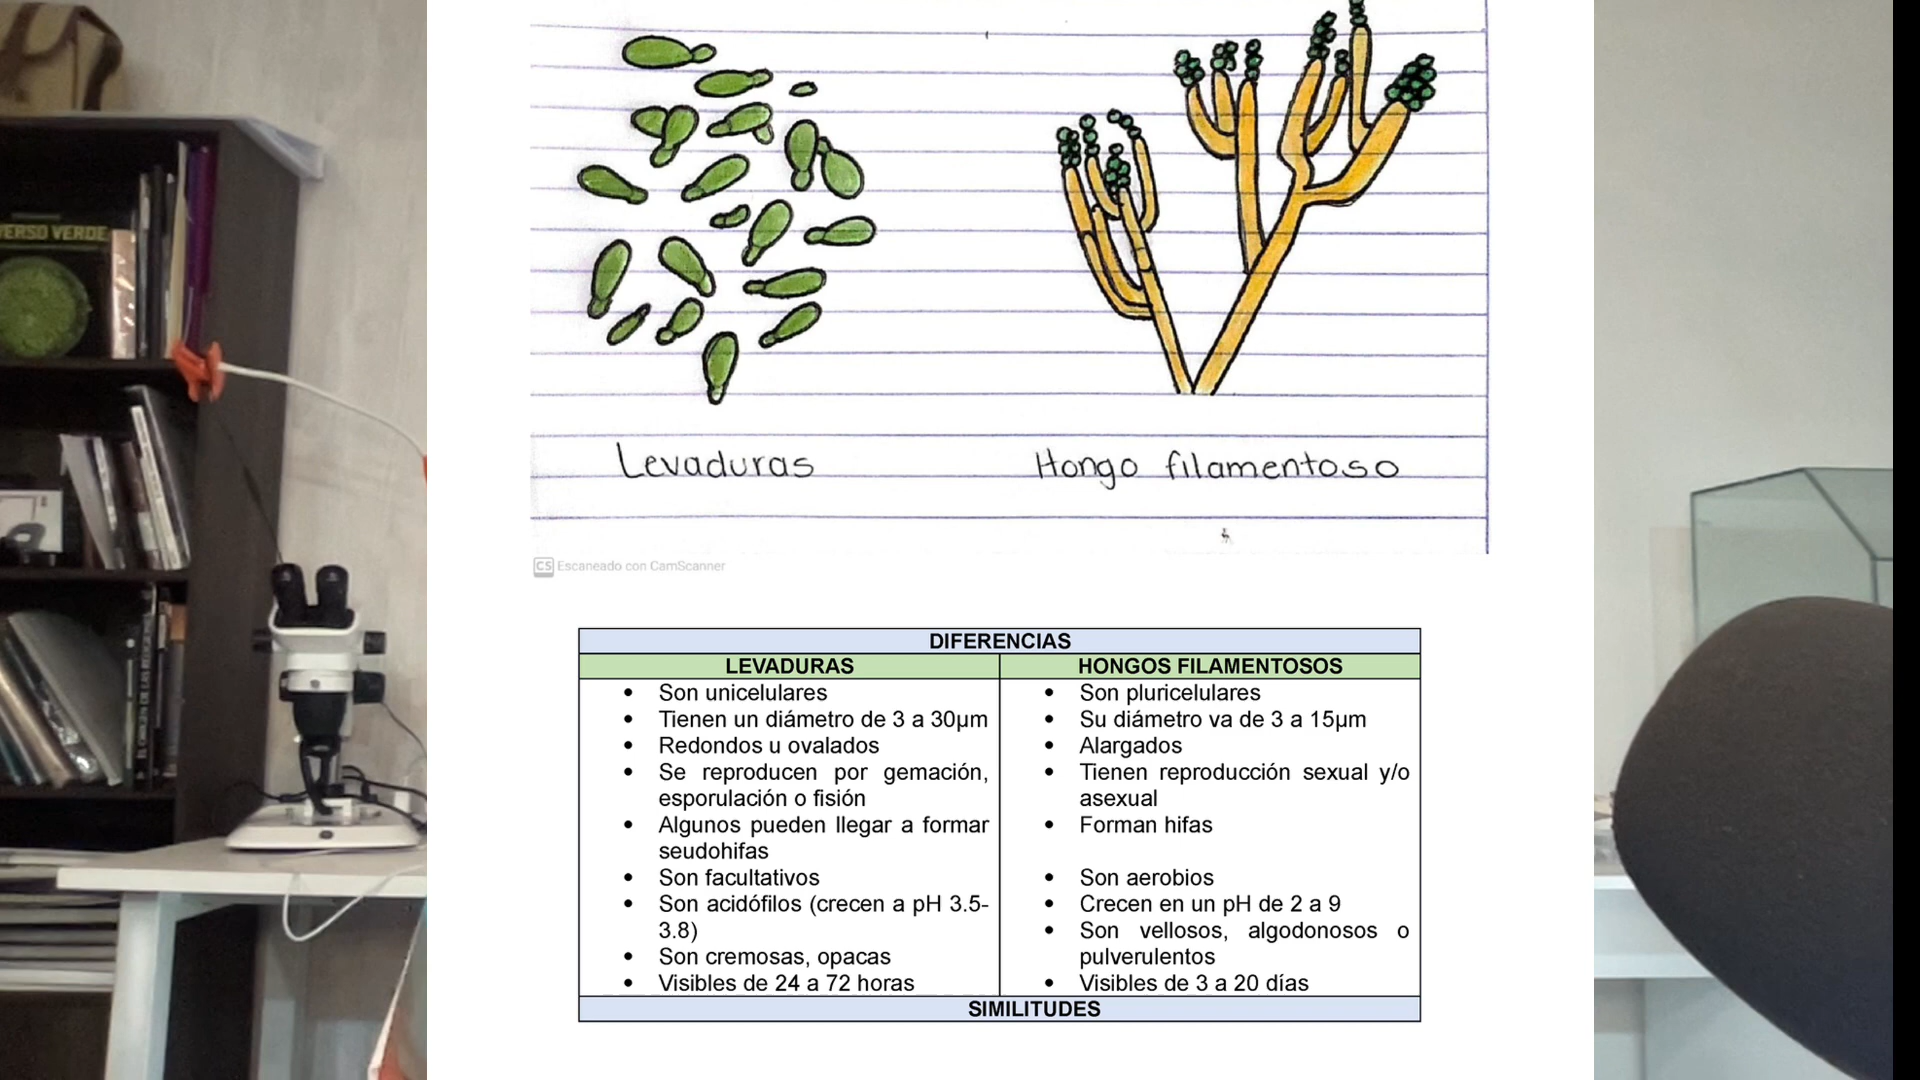 VERSO VERDE
Levaduras
Hongo filamentoso
CS Escaneado con CamScanner
DIFERENCIAS
LEVADURAS
HONGOS FILAMENTOSOS
• Son unicelulares
• Tienen un diámetro de 3 a 30µm
• Redondos u ovalados
• Se reproducen por gemación,
esporulación o fisión
• Algunos pueden llegar a formar
seudohifas
• Son facultativos
• Son acidófilos (crecen a pH 3.5-
3.8)
• Son cremosas, opacas
• Visibles de 24 a 72 horas
• Son pluricelulares
• Su diámetro va de 3 a 15µm
• Alargados
• Tienen reproducción sexual y/o
asexual
• Forman hifas
• Son aerobios
• Crecen en un pH de 2 a 9
• Son vellosos, algodonosos o
pulverulentos
• Visibles de 3 a 20 días
SIMILITUDES